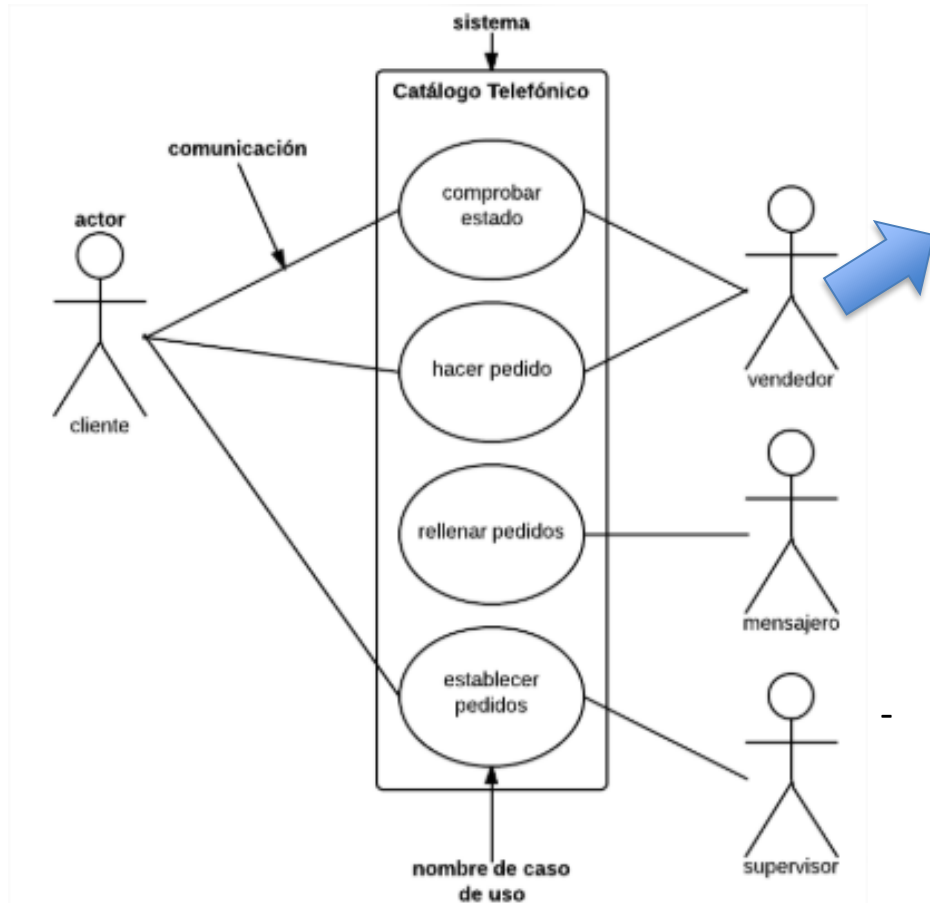 sistema
Catálogo Telefónico
comunicación
comprobar
estado
actor
hacer pedido
vendedor
cliente
rellenar pedidos
mensajero
establecer
pedidos
-
nombre de caso
de uso
supervisor